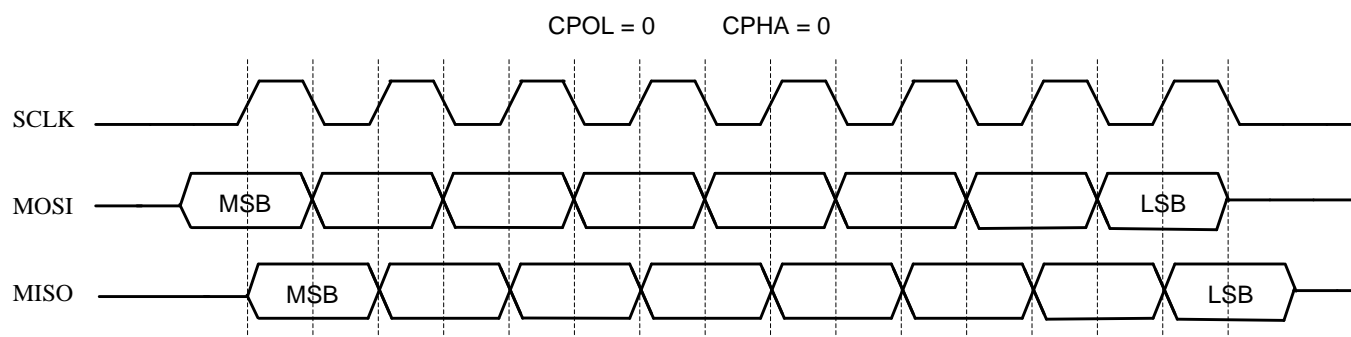 CPOL = 0 CPHA = 0
SCLK
MOSI MSB LSB
MISO MSB LSB